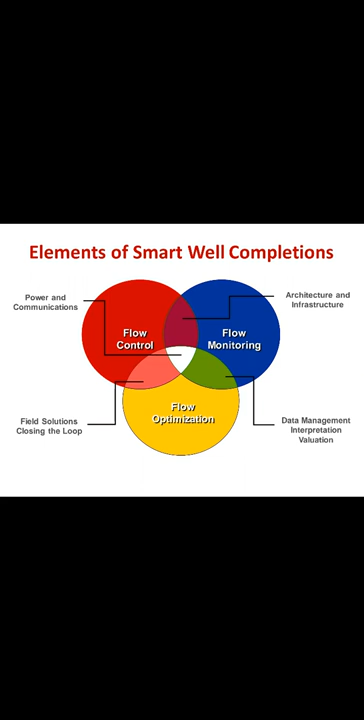 Elements of Smart Well Completions
Power and
Communications
Architecture and
Infrastructure
Flow
Control
Flow
Monitoring
Flow
Optimization
Field Solutions
Closing the Loop
Data Management
Interpretation
Valuation